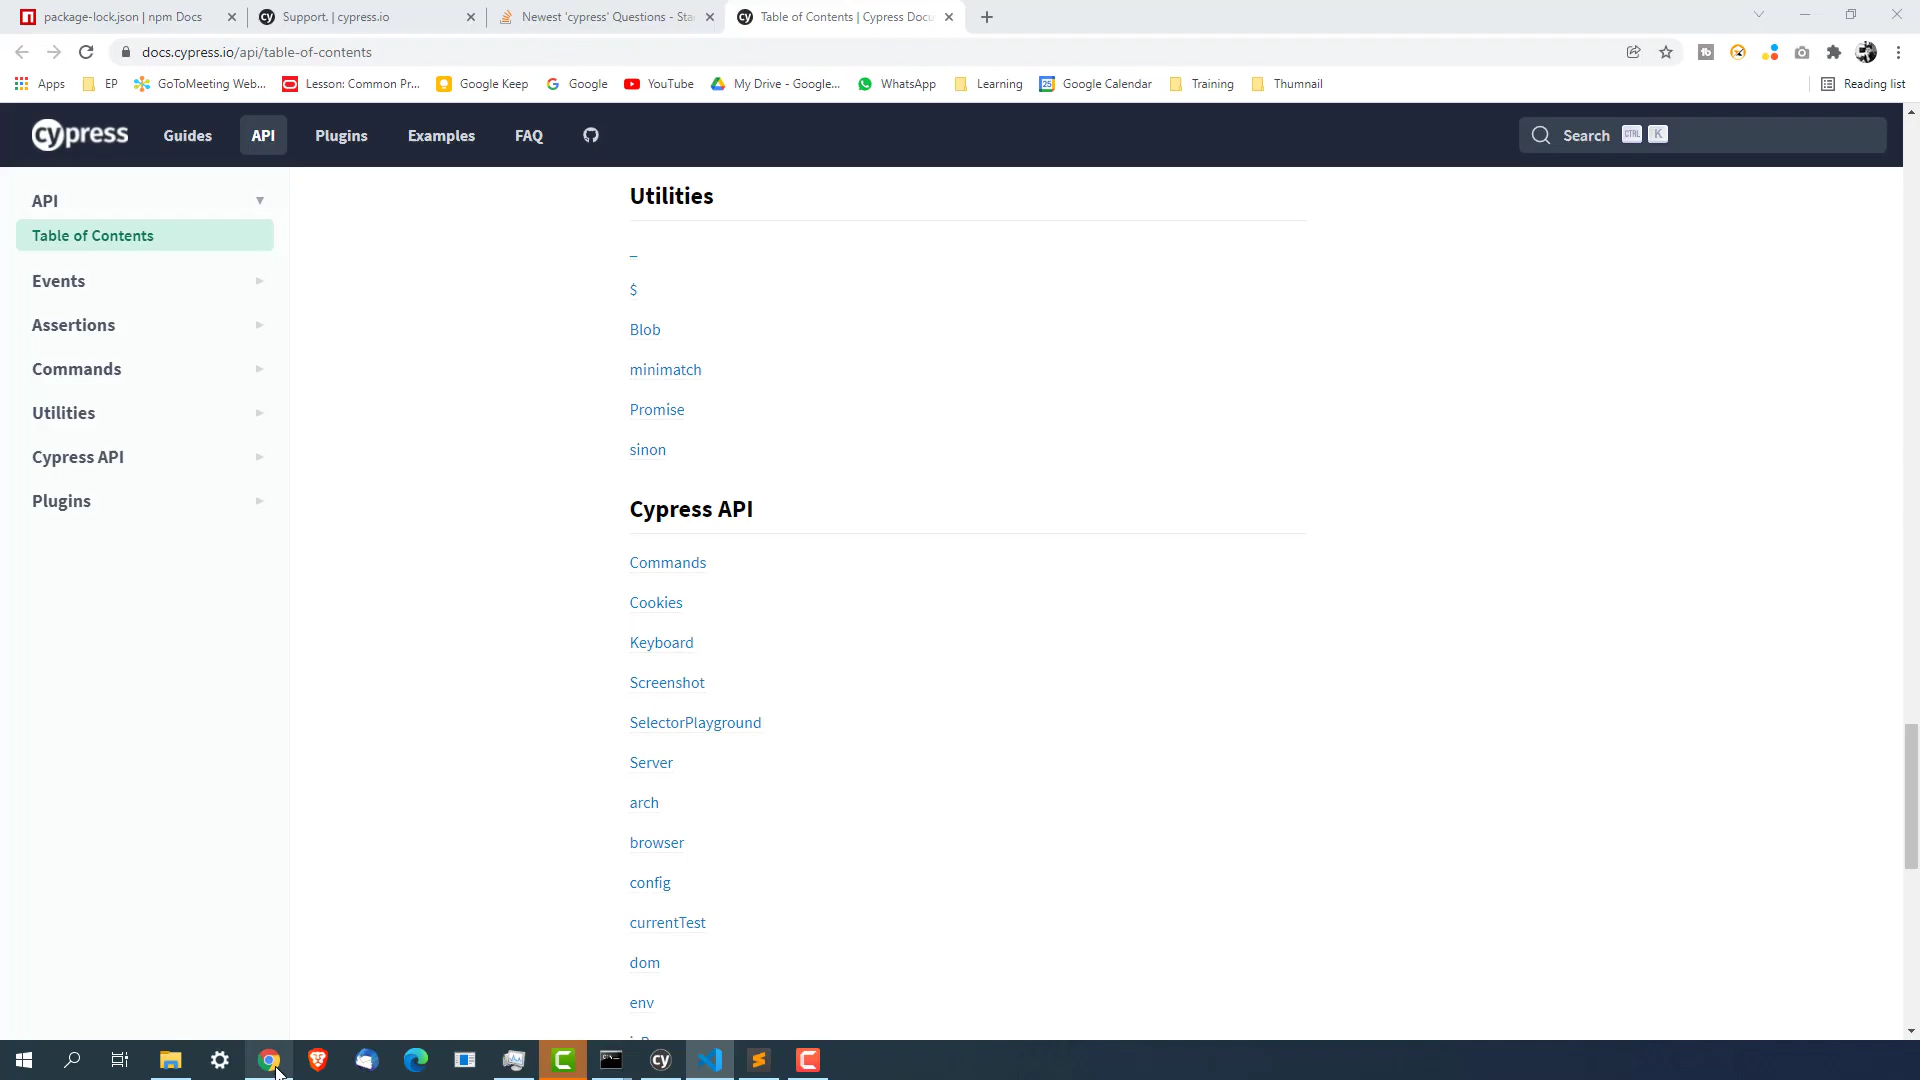 package-lock.json | npm Docs
Support. | cypress.io
Newest 'cypress' Questions - Sta
Table of Contents | Cypress Docu
docs.cypress.io/api/table-of-contents
Apps
EP
GoToMeeting Web...
Lesson: Common Pr...
Google Keep
Google
YouTube
My Drive - Google...
WhatsApp
Learning
Google Calendar
Training
Thumnail
Reading list
cypress
Guides
API
Plugins
Examples
FAQ
Search
CTRL
K
API
Table of Contents
Events
Assertions
Commands
Utilities
Cypress API
Plugins
Utilities
_
$
Blob
minimatch
Promise
sinon
Cypress API
Commands
Cookies
Keyboard
Screenshot
SelectorPlayground
Server
arch
browser
config
currentTest
dom
env